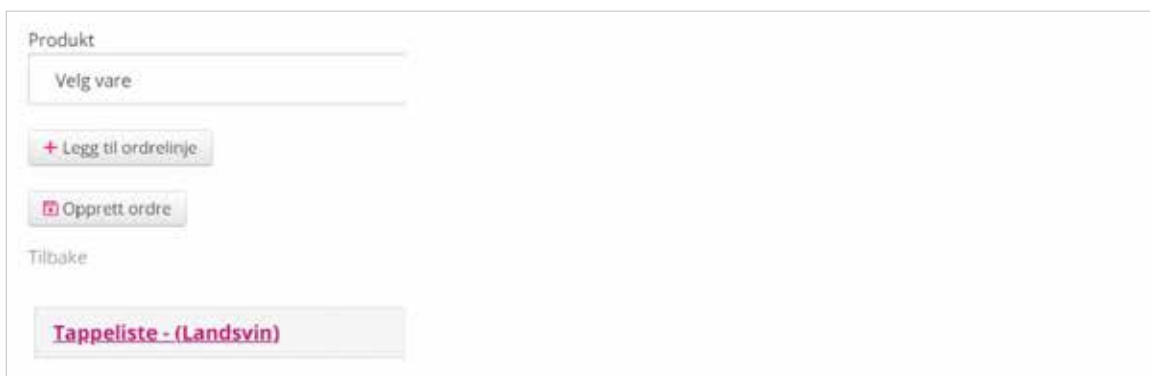 Produkt
Velg vare
+ Legg til ordrelinje
Opprett ordre
Tilbake
Tappeliste - (Landsvin)